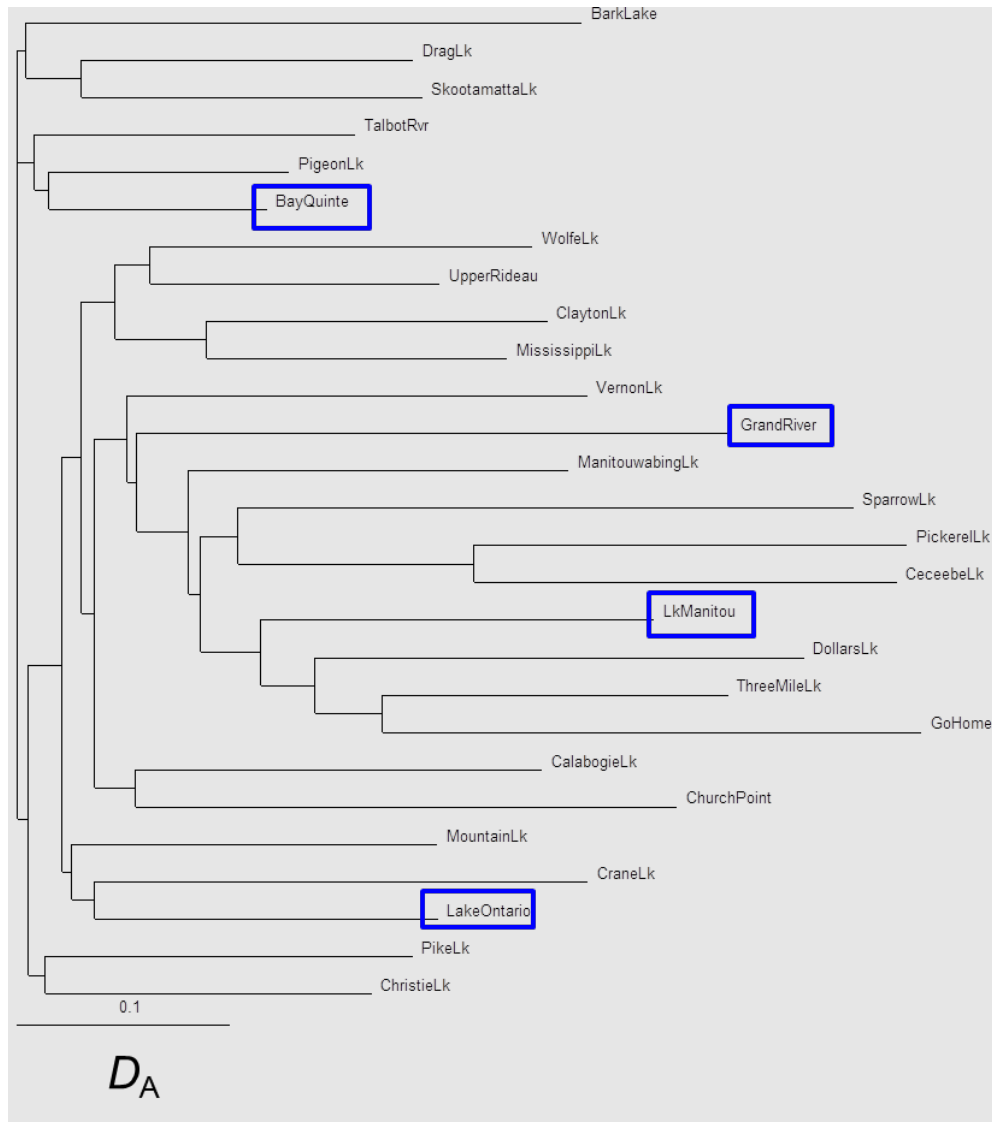 BarkLake
DragLk
SkootamattaLk
TalbotRvr
PigeonLk
BayQuinte
WolfeLk
UpperRideau
ClaytonLk
MississippiLk
VernonLk
GrandRiver
ManitouwabingLk
SparrowLk
PickerelLk
CeceebeLk
LkManitou
DollarsLk
ThreeMileLk
GoHome
CalabogieLk
ChurchPoint
MountainLk
CraneLk
LakeOntario
PikeLk
ChristieLk
0.1
DA